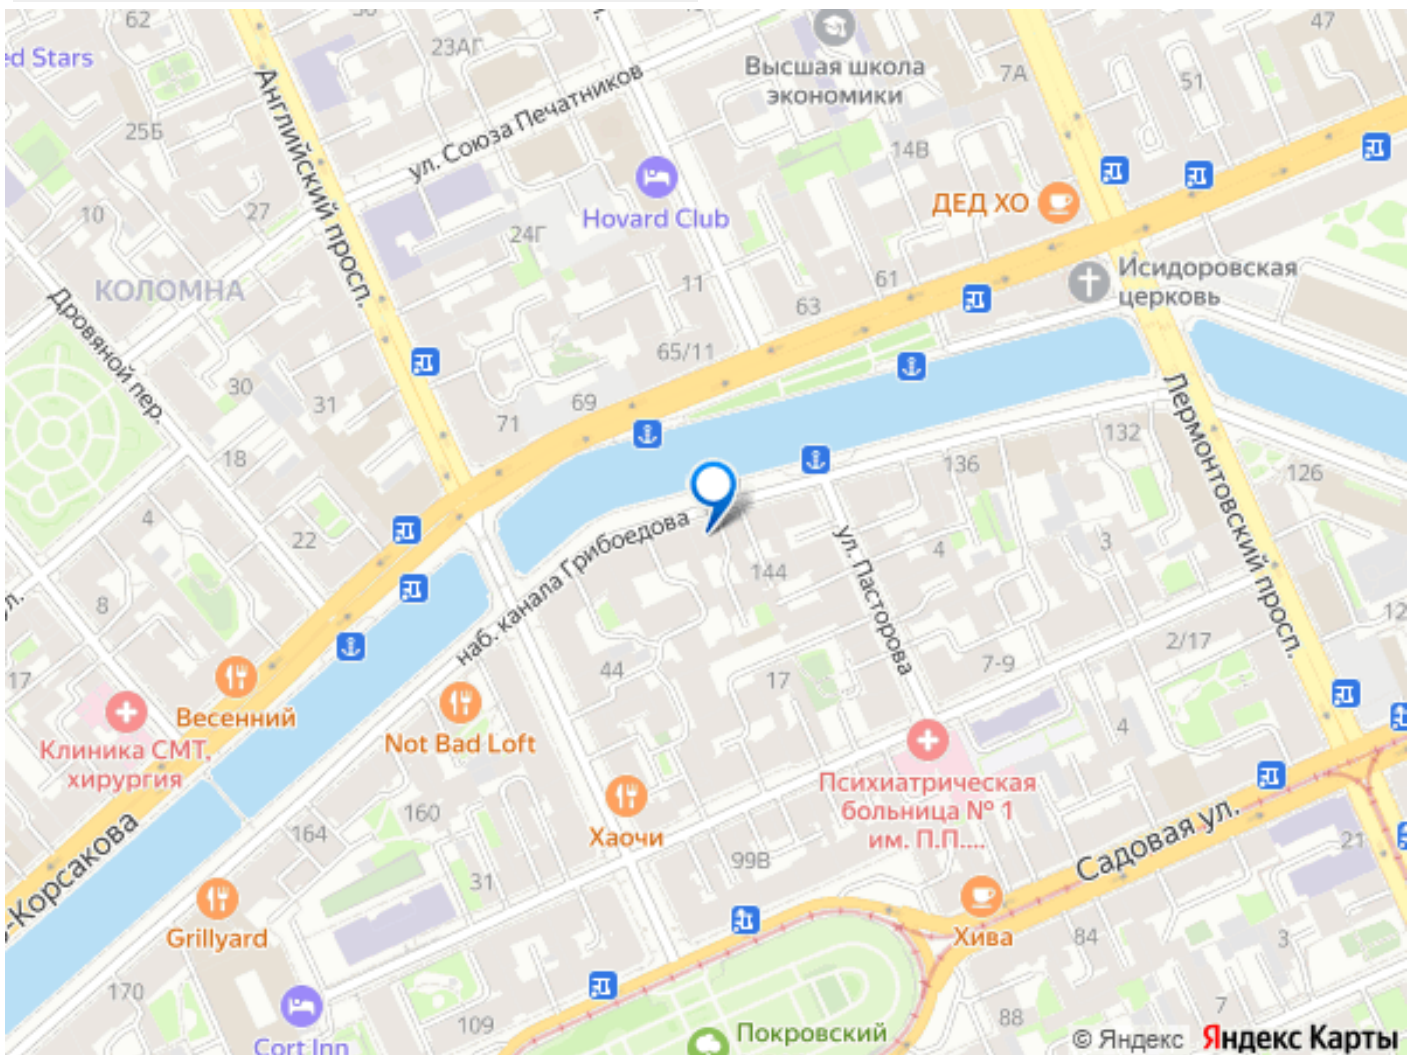 62
47
23АГ
ed Stars
Высшая школа
экономики
7А
51
Английский просп.
ул. Союза Печатников
25Б
14В
ДЕД ХО
10
27
Hovard Club
24Г
КОЛОМНА
11
61
Исидоровская
церковь
63
Дровяной пер.
65/11
30
31
69
71
Лермонтовский просп.
132
18
136
126
4
наб. канала Грибоедова
ул. Пасторова
22
144
4
3
8
12
2/17
17
44
17
7-9
Весенний
Not Bad Loft
4
Клиника СМТ,
хирургия
Психиатрическая
больница № 1
им. П.П....
160
164
Хаочи
99В
Садовая ул.
21
-Корсакова
31
Grillyard
Хива
84
3
170
109
88
7
Покровский
Cort Inn
© Яндекс Яндекс Карты